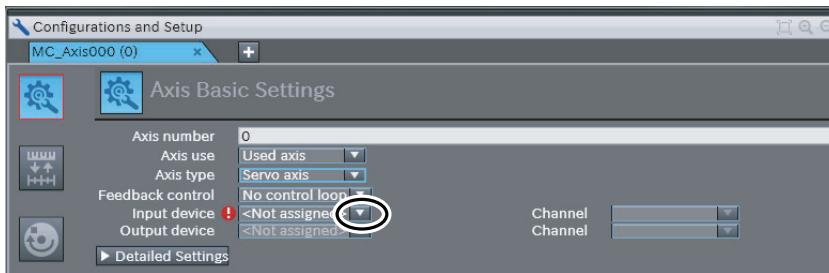 Configurations and Setup
MC_Axis000 (0) × +
Axis Basic Settings
Axis number 0
Axis use Used axis
Axis type Servo axis
Feedback control No control loop
Input device <Not assigned> Channel
Output device <Not assigned> Channel
Detailed Settings